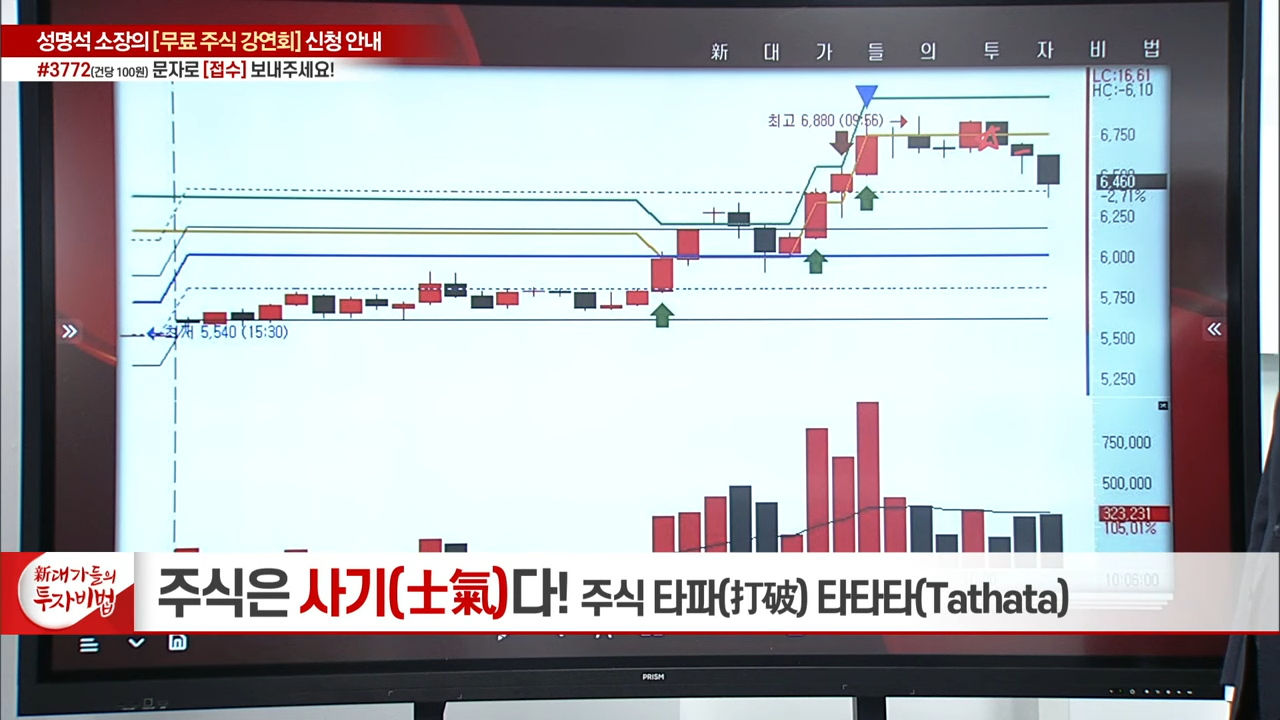 성명석 소장의 [무료 주식 강연회] 신청 안내
#3772(건당 100원) 문자로 [접수] 보내주세요!
新 대 가 들 의 투 자 비 법
LC:16,61
HC:-6,10
최고 6,880 (09:56)
6,750
6,460
-2,71%
6,250
6,000
5,750
5,500
5,250
최저 5,540 (15:30)
750,000
500,000
323,231
105,01%
10:06:00
新대가들의
투자비법
주식은 사기(士氣)다! 주식 타파(打破) 타타타(Tathata)
PRISM